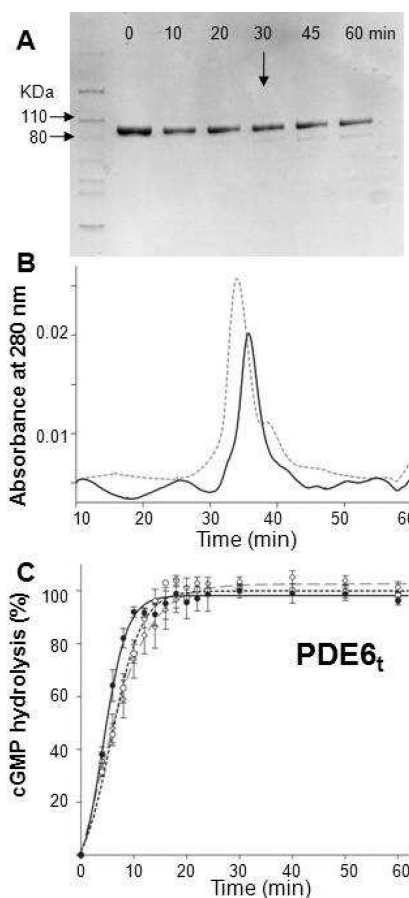 A
0 10 20 30 45 60 min
KDa
110
80
B
Absorbance at 280 nm
0.02
0.01
10 20 30 40 50 60
Time (min)
C
cGMP hydrolysis (%)
100
80
60
40
20
PDE6t
0 10 20 30 40 50 60
Time (min)